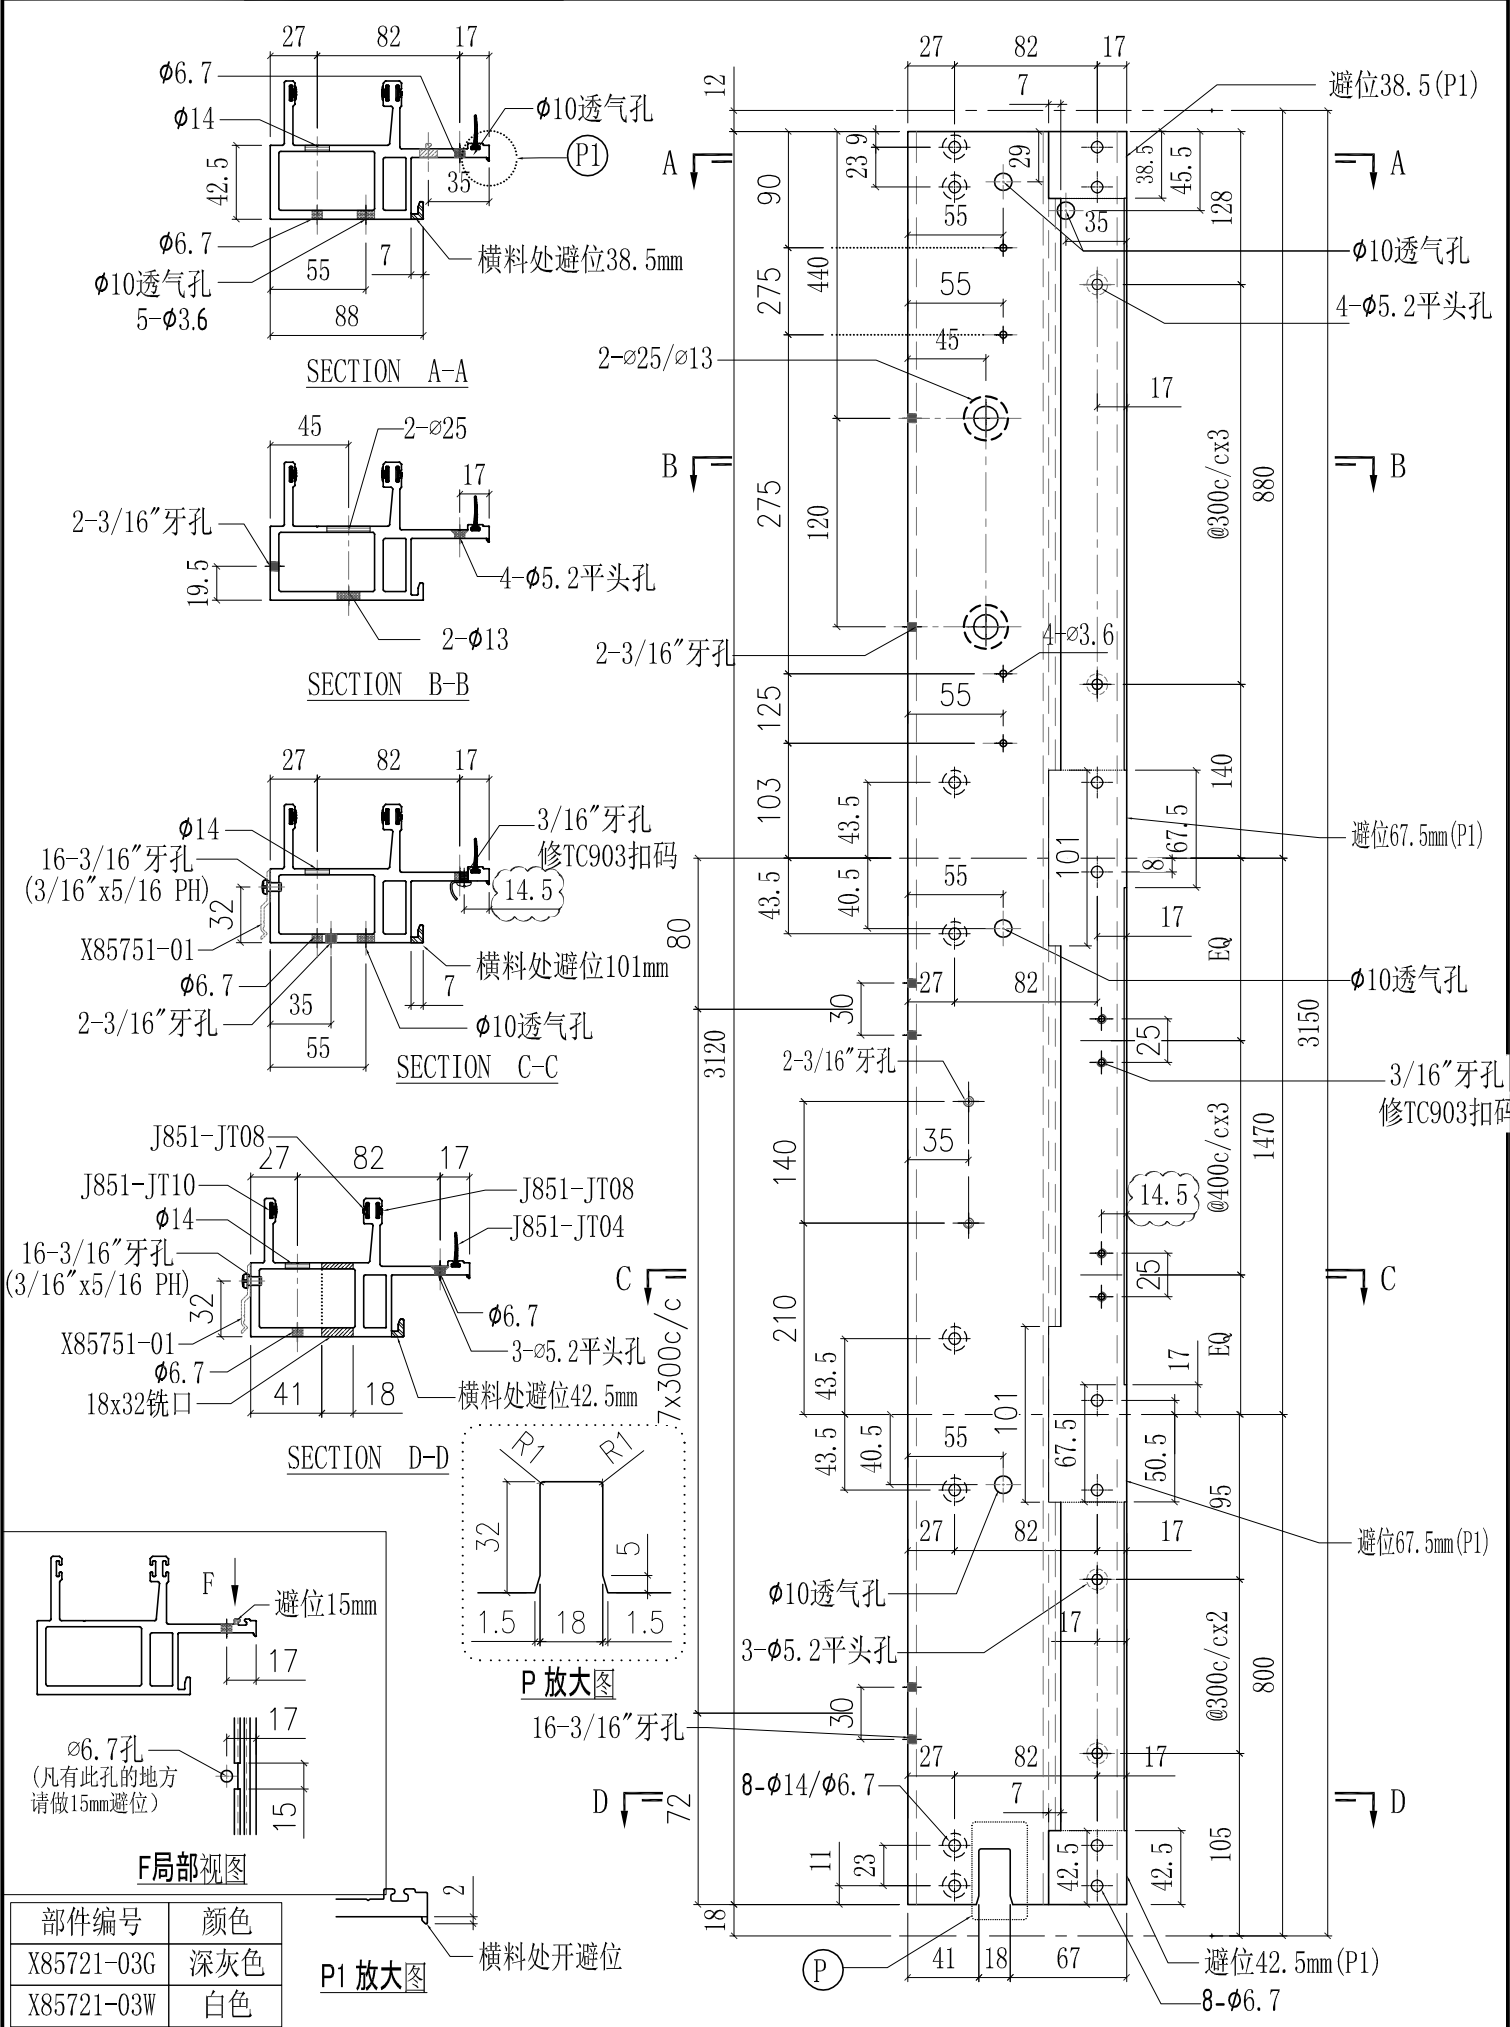 27 82 17
ϕ6.7
ϕ14
ϕ10透气孔
P1
42.5
35
ϕ6.7
ϕ10透气孔
5-ϕ3.6
7
55
88
横料处避位38.5mm
SECTION A-A
45
2-⌀25
17
2-3/16"牙孔
19.5
4-ϕ5.2平头孔
2-ϕ13
SECTION B-B
27 82 17
ϕ14
16-3/16"牙孔
(3/16"x5/16 PH)
3/16"牙孔
修TC903扣码
14.5
32
X85751-01
ϕ6.7
2-3/16"牙孔
35
55
7
横料处避位101mm
ϕ10透气孔
SECTION C-C
J851-JT08
27 82 17
J851-JT10
ϕ14
J851-JT08
J851-JT04
16-3/16"牙孔
(3/16"x5/16 PH)
32
X85751-01
ϕ6.7
18x32铣口
41 18
ϕ6.7
3-⌀5.2平头孔
横料处避位42.5mm
SECTION D-D
R1 R1
32
5
1.5 18 1.5
P 放大图
F
避位15mm
17
17
⌀6.7孔
(凡有此孔的地方
请做15mm避位)
15
F局部视图
部件编号 颜色
X85721-03G 深灰色
X85721-03W 白色
2
横料处开避位
P1 放大图
27 82 17
7
12
避位38.5(P1)
A A
23 9
29
38.5
45.5
128
90
55
35
ϕ10透气孔
440
275
55
4-ϕ5.2平头孔
45
2-⌀25/⌀13
17
B B
275
120
@300c/cx3
880
2-3/16"牙孔
4-⌀3.6
125
55
103
43.5
140
67.5
101
8
避位67.5mm(P1)
43.5
40.5
55
17
EQ
80
27 82
ϕ10透气孔
30
3120
25
3150
2-3/16"牙孔
3/16"牙孔
修TC903扣码
140
35
@400c/cx3
1470
14.5
C C
210
25
7x300c/c
43.5
EQ
17
101
67.5
50.5
43.5
40.5
55
95
27 82 17
避位67.5mm(P1)
ϕ10透气孔
17
3-ϕ5.2平头孔
@300c/cx2
800
30
16-3/16"牙孔
27 82 17
8-ϕ14/ϕ6.7
7
D D
72
11
23
42.5
42.5
105
18
P
41 18 67
避位42.5mm(P1)
8-ϕ6.7